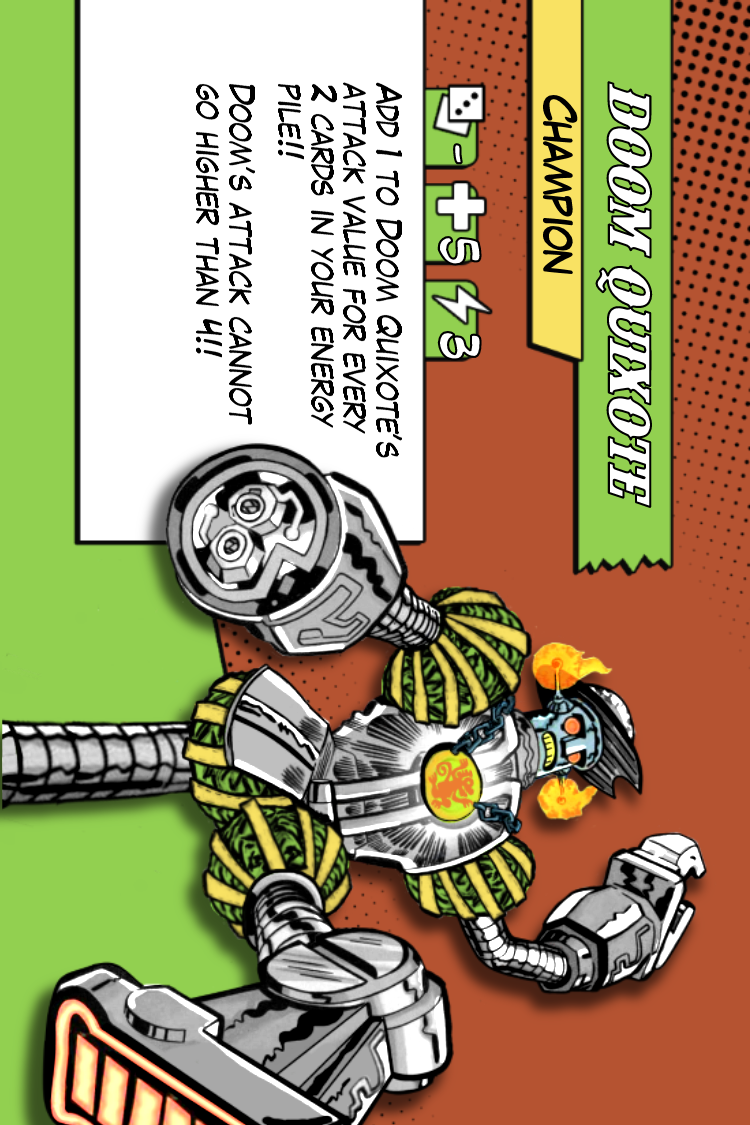 DOOM QUIXOTE
CHAMPION
- 5 3
ADD 1 TO DOOM QUIXOTE'S
ATTACK VALUE FOR EVERY
2 CARDS IN YOUR ENERGY
PILE!!
DOOM'S ATTACK CANNOT
GO HIGHER THAN 4!!